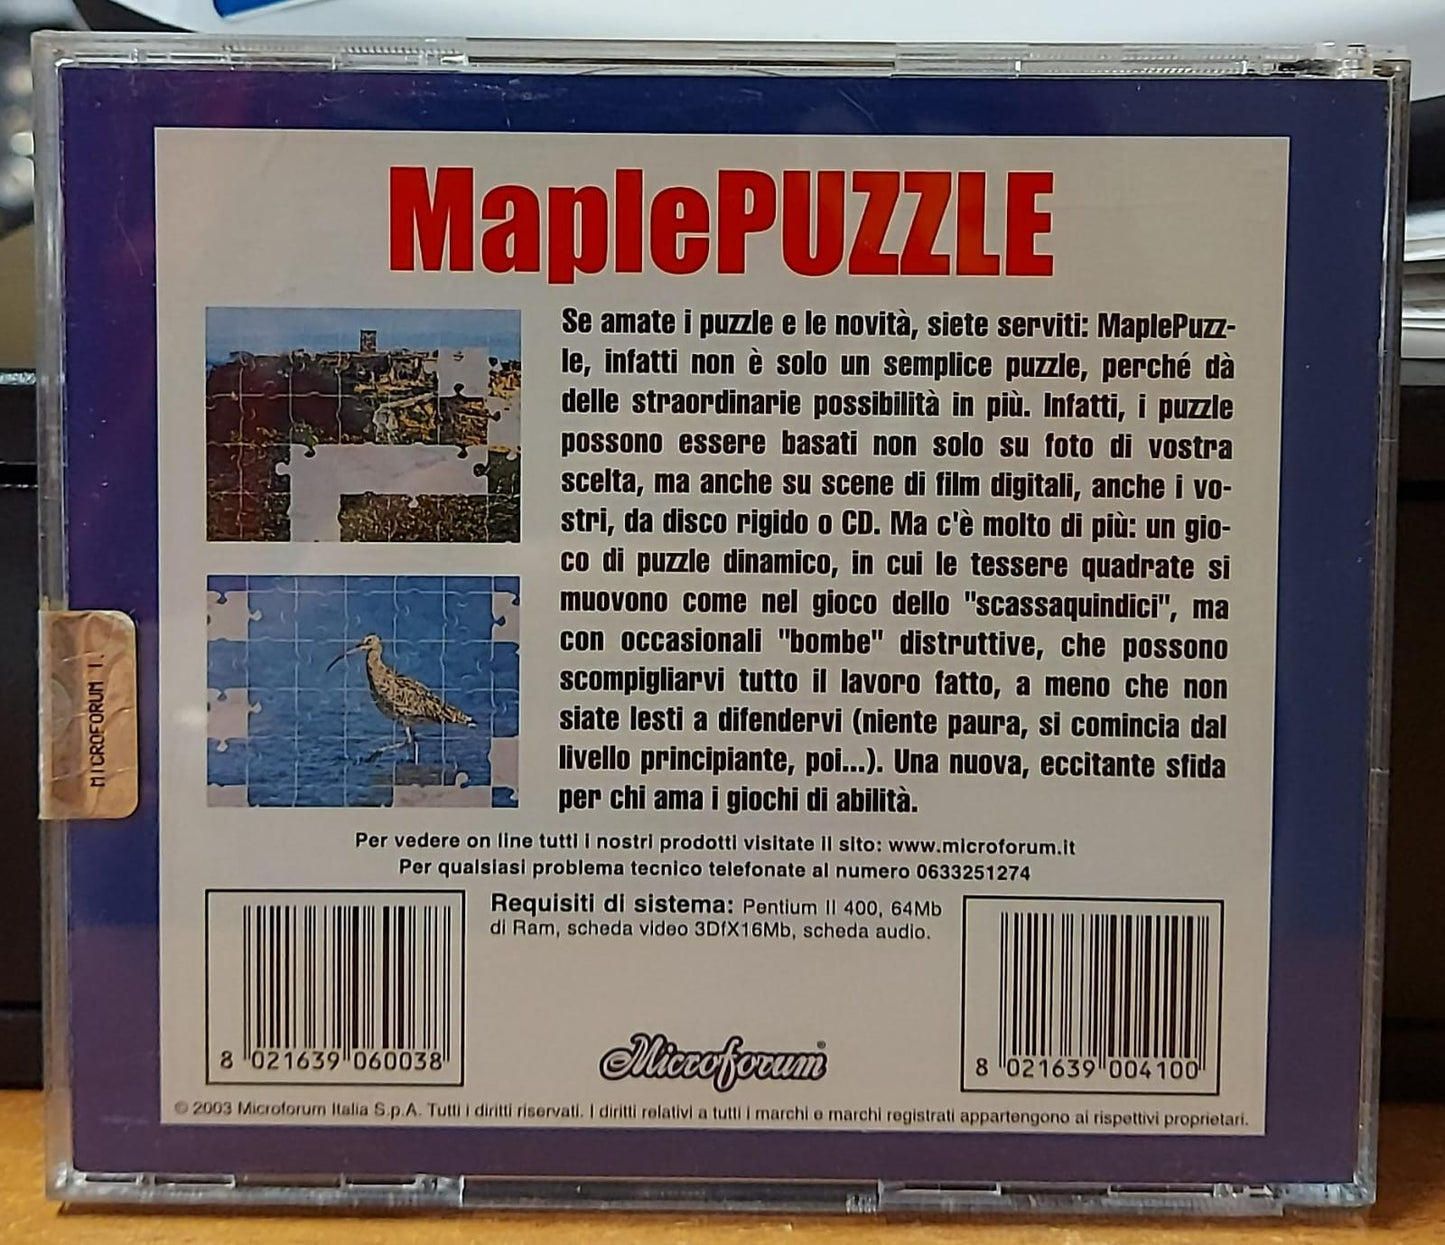 MaplePUZZLE
Se amate i puzzle e le novità, siete serviti: MaplePuzz-
le, infatti non è solo un semplice puzzle, perché dà
delle straordinarie possibilità in più. Infatti, i puzzle
possono essere basati non solo su foto di vostra
scelta, ma anche su scene di film digitali, anche i vo-
stri, da disco rigido o CD. Ma c'è molto di più: un gio-
co di puzzle dinamico, in cui le tessere quadrate si
muovono come nel gioco dello "scassaquindici", ma
con occasionali "bombe" distruttive, che possono
scompigliarvi tutto il lavoro fatto, a meno che non
siate lesti a difendervi (niente paura, si comincia dal
livello principiante, poi...). Una nuova, eccitante sfida
per chi ama i giochi di abilità.
MICROFORUM I.
Per vedere on line tutti i nostri prodotti visitate il sito: www.microforum.it
Per qualsiasi problema tecnico telefonate al numero 0633251274
Requisiti di sistema: Pentium II 400, 64Mb
di Ram, scheda video 3DfX16Mb, scheda audio.
8 021639 060038
Microforum®
8 021639 004100
© 2003 Microforum Italia S.p.A. Tutti i diritti riservati. I diritti relativi a tutti i marchi e marchi registrati appartengono ai rispettivi proprietari.